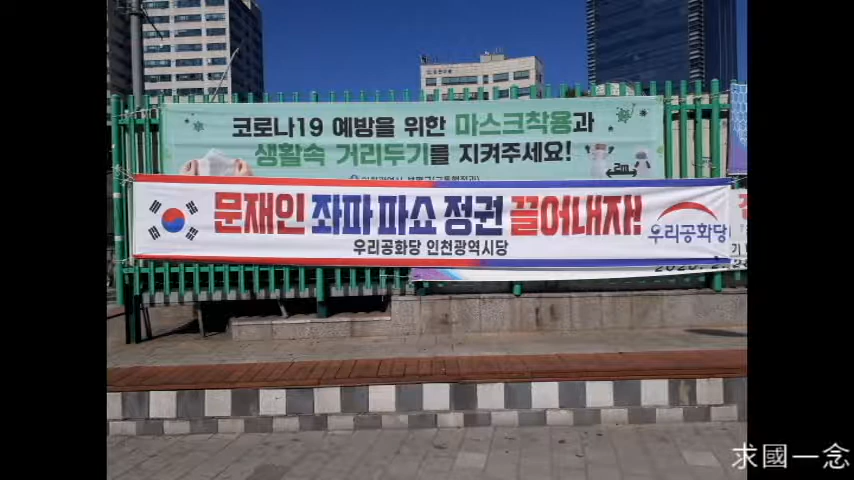 코로나19 예방을 위한 마스크착용과
생활속 거리두기를 지켜주세요!
2m
문재인 좌파 파쇼 정권 끌어내자!
우리공화당 인천광역시당
우리공화당
求國一念